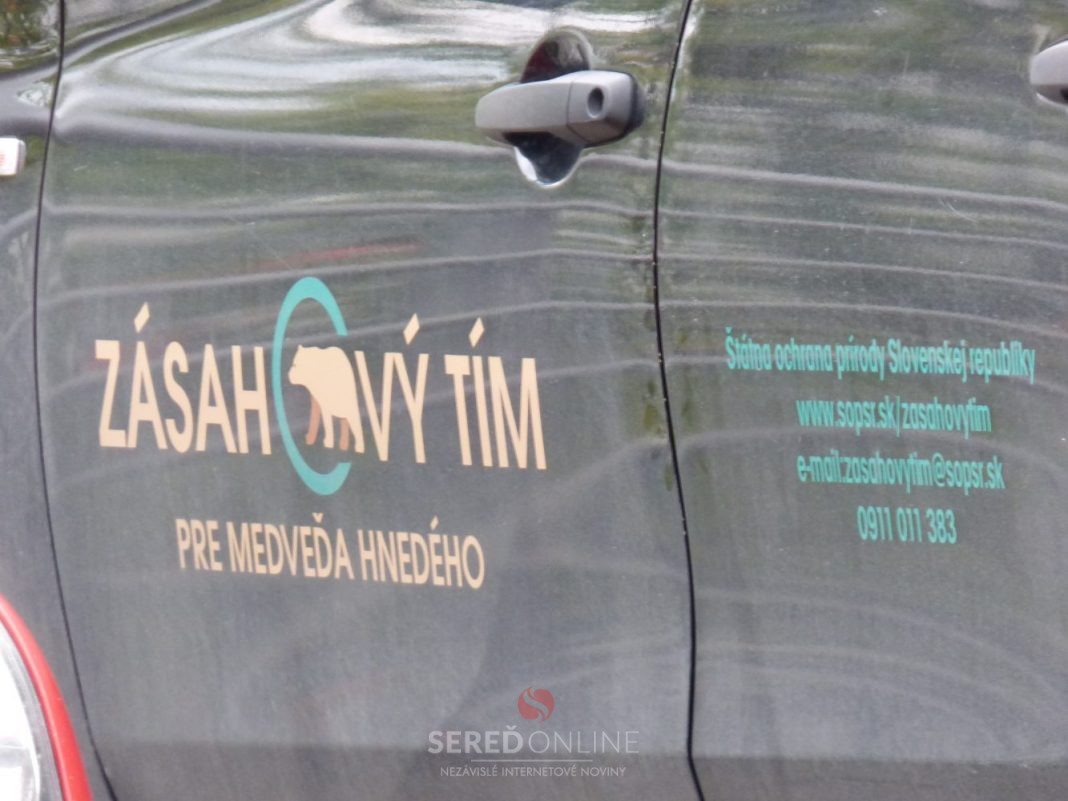 ZÁSAHOVÝ TÍM
PRE MEDVEĎA HNEDÉHO
Štátna ochrana prírody Slovenskej republiky
www.sopsr.sk/zasahovytim
e-mail:zasahovytim@sopsr.sk
0911 011 383
SEREĎONLINE
NEZÁVISLÉ INTERNETOVÉ NOVINY